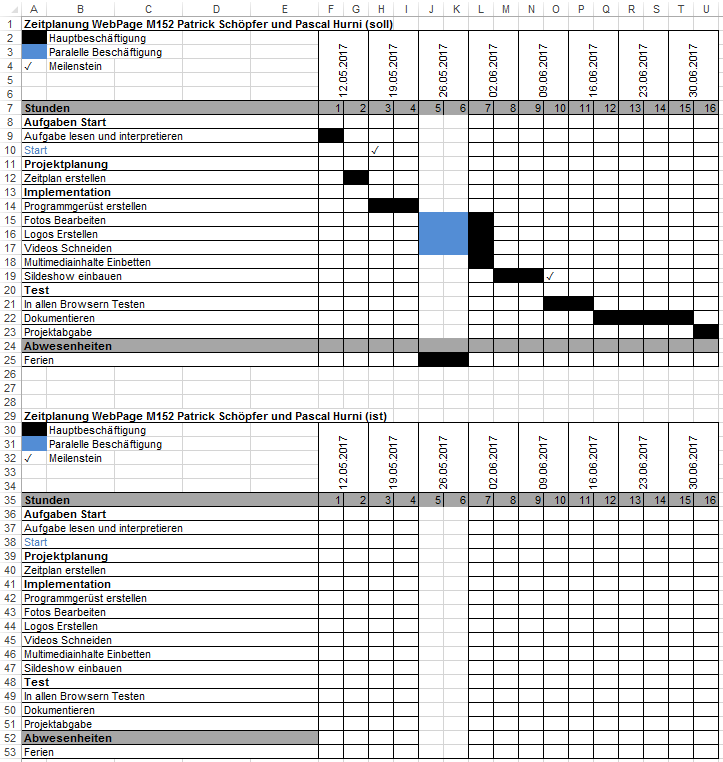 A B C D E F G H I J K L M N O P Q R S T U
1 Zeitplanung WebPage M152 Patrick Schöpfer und Pascal Hurni (soll)
2 Hauptbeschäftigung
3 Paralelle Beschäftigung
4 ✓ Meilenstein
5
6
12.05.2017 19.05.2017 26.05.2017 02.06.2017 09.06.2017 16.06.2017 23.06.2017 30.06.2017
7 Stunden 1 2 3 4 5 6 7 8 9 10 11 12 13 14 15 16
8 Aufgaben Start
9 Aufgabe lesen und interpretieren
10 Start ✓
11 Projektplanung
12 Zeitplan erstellen
13 Implementation
14 Programmgerüst erstellen
15 Fotos Bearbeiten
16 Logos Erstellen
17 Videos Schneiden
18 Multimediainhalte Einbetten
19 Sildeshow einbauen ✓
20 Test
21 In allen Browsern Testen
22 Dokumentieren
23 Projektabgabe
24 Abwesenheiten
25 Ferien
26
27
28
29 Zeitplanung WebPage M152 Patrick Schöpfer und Pascal Hurni (ist)
30 Hauptbeschäftigung
31 Paralelle Beschäftigung
32 ✓ Meilenstein
33
34
12.05.2017 19.05.2017 26.05.2017 02.06.2017 09.06.2017 16.06.2017 23.06.2017 30.06.2017
35 Stunden 1 2 3 4 5 6 7 8 9 10 11 12 13 14 15 16
36 Aufgaben Start
37 Aufgabe lesen und interpretieren
38 Start
39 Projektplanung
40 Zeitplan erstellen
41 Implementation
42 Programmgerüst erstellen
43 Fotos Bearbeiten
44 Logos Erstellen
45 Videos Schneiden
46 Multimediainhalte Einbetten
47 Sildeshow einbauen
48 Test
49 In allen Browsern Testen
50 Dokumentieren
51 Projektabgabe
52 Abwesenheiten
53 Ferien